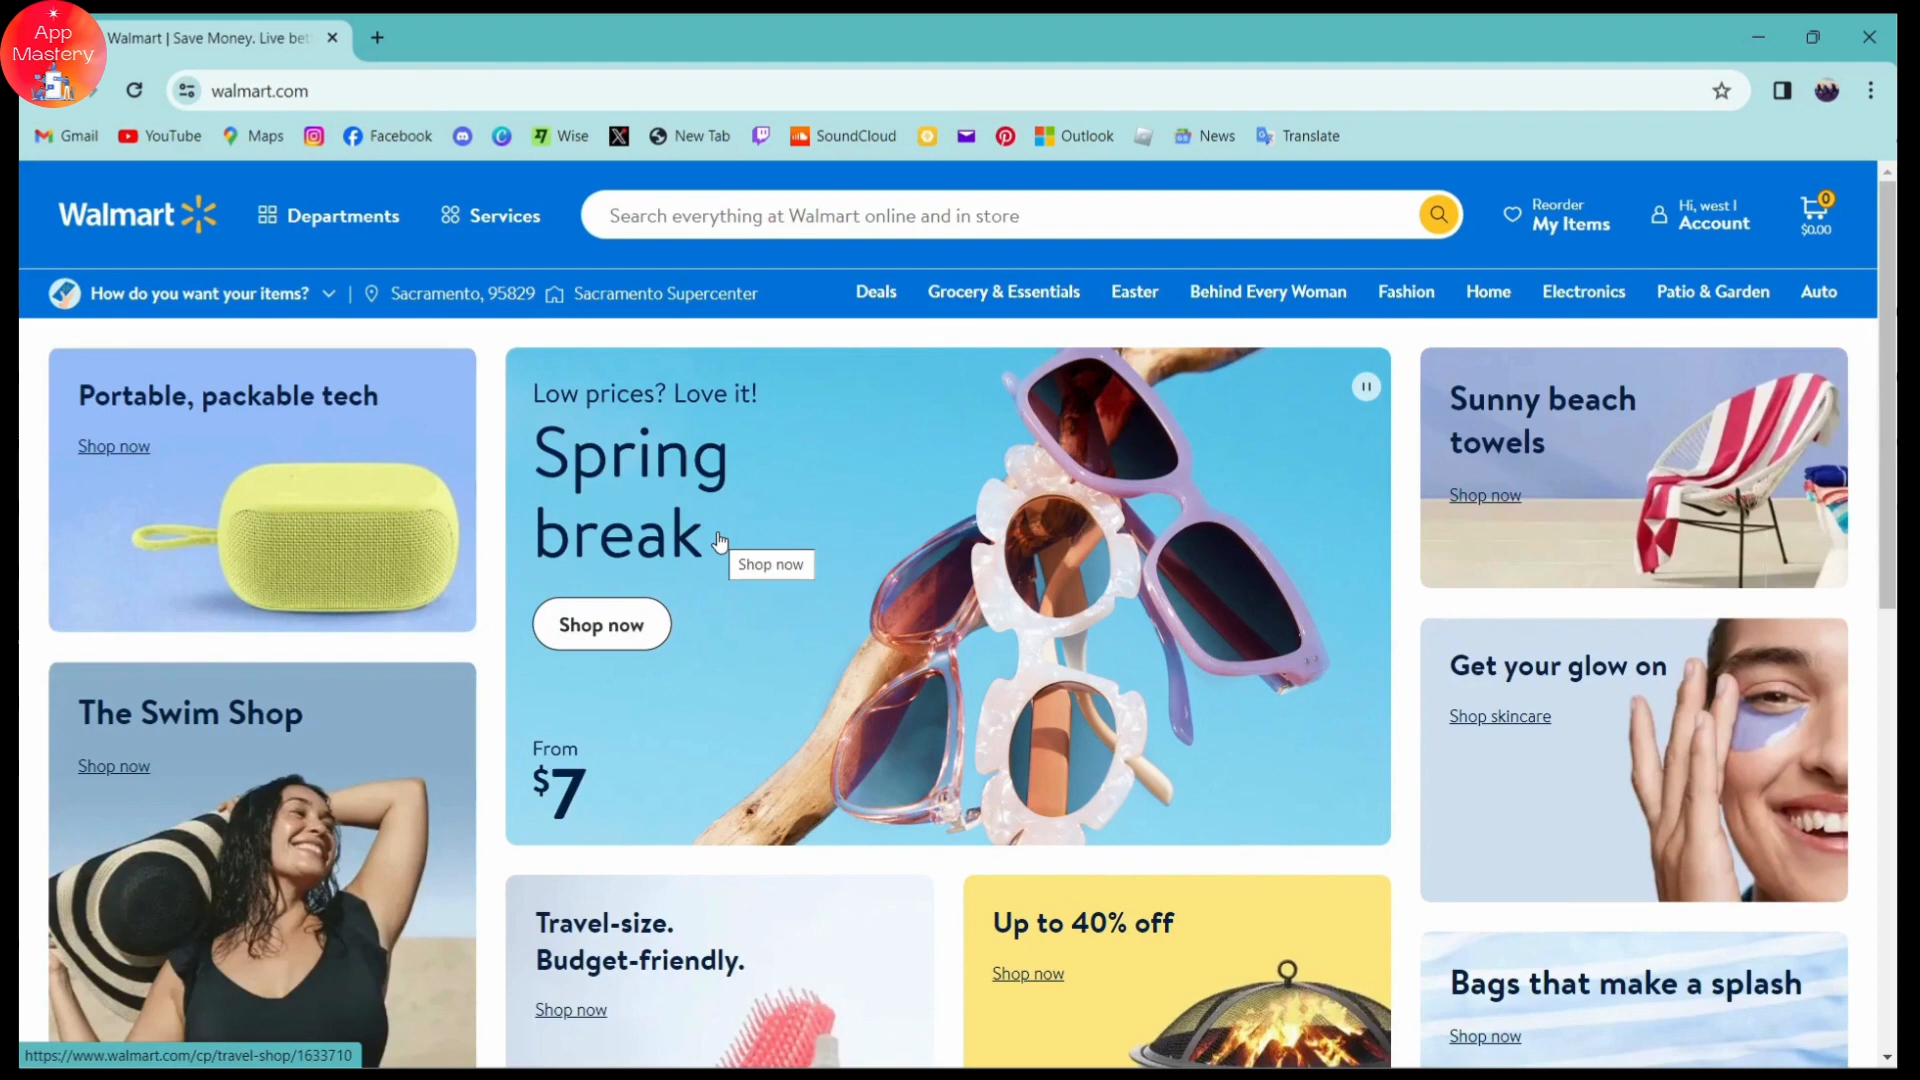 App
Mastery
Walmart | Save Money. Live bet
walmart.com
Gmail
YouTube
Maps
Facebook
Wise
New Tab
SoundCloud
Outlook
News
Translate
Walmart
Departments
Services
Search everything at Walmart online and in store
Reorder
My Items
Hi, west I
Account
0
$0.00
How do you want your items?
Sacramento, 95829
Sacramento Supercenter
Deals
Grocery & Essentials
Easter
Behind Every Woman
Fashion
Home
Electronics
Patio & Garden
Auto
Portable, packable tech
Shop now
Low prices? Love it!
Spring
break
Shop now
Shop now
From
$7
Sunny beach
towels
Shop now
The Swim Shop
Shop now
Get your glow on
Shop skincare
Travel-size.
Budget-friendly.
Shop now
Up to 40% off
Shop now
Bags that make a splash
Shop now
https://www.walmart.com/cp/travel-shop/1633710